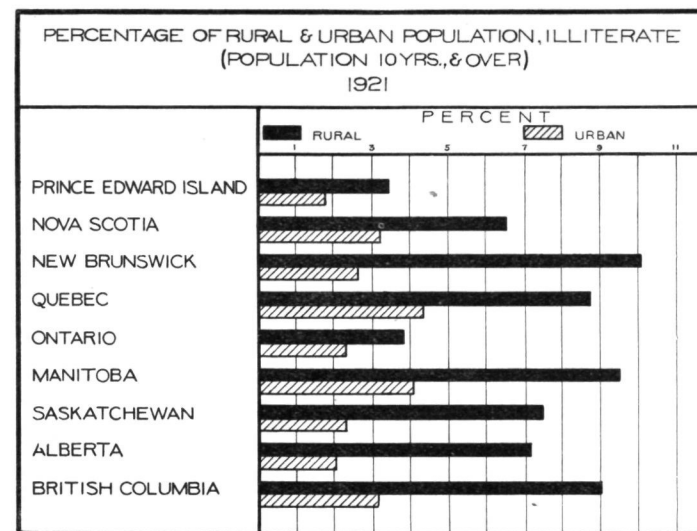 PERCENTAGE OF RURAL & URBAN POPULATION, ILLITERATE
(POPULATION 10 YRS., & OVER)
1921
PERCENT
RURAL URBAN
1 3 5 7 9 11
PRINCE EDWARD ISLAND
NOVA SCOTIA
NEW BRUNSWICK
QUEBEC
ONTARIO
MANITOBA
SASKATCHEWAN
ALBERTA
BRITISH COLUMBIA